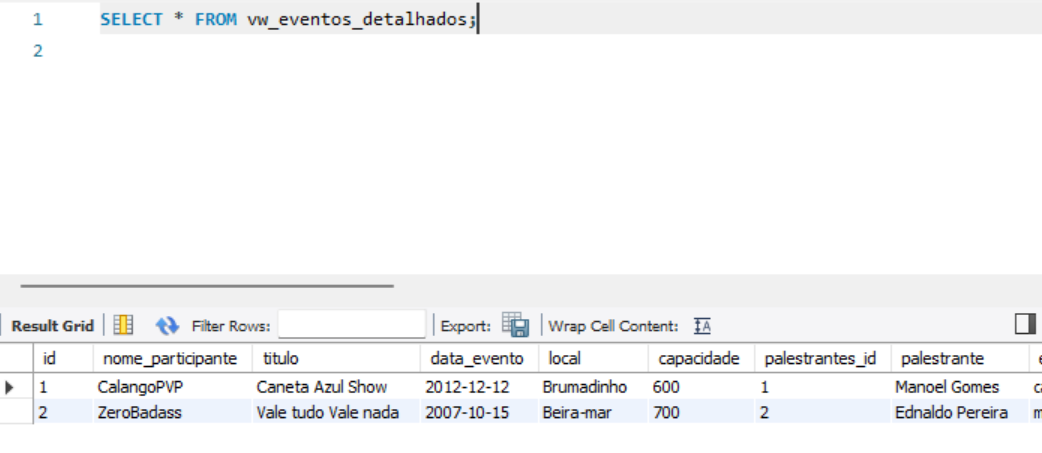 1 SELECT * FROM vw_eventos_detalhados;
2
Result Grid Filter Rows: Export: Wrap Cell Content: IA
id nome_participante titulo data_evento local capacidade palestrantes_id palestrante e
1 CalangoPVP Caneta Azul Show 2012-12-12 Brumadinho 600 1 Manoel Gomes ca
2 ZeroBadass Vale tudo Vale nada 2007-10-15 Beira-mar 700 2 Ednaldo Pereira m